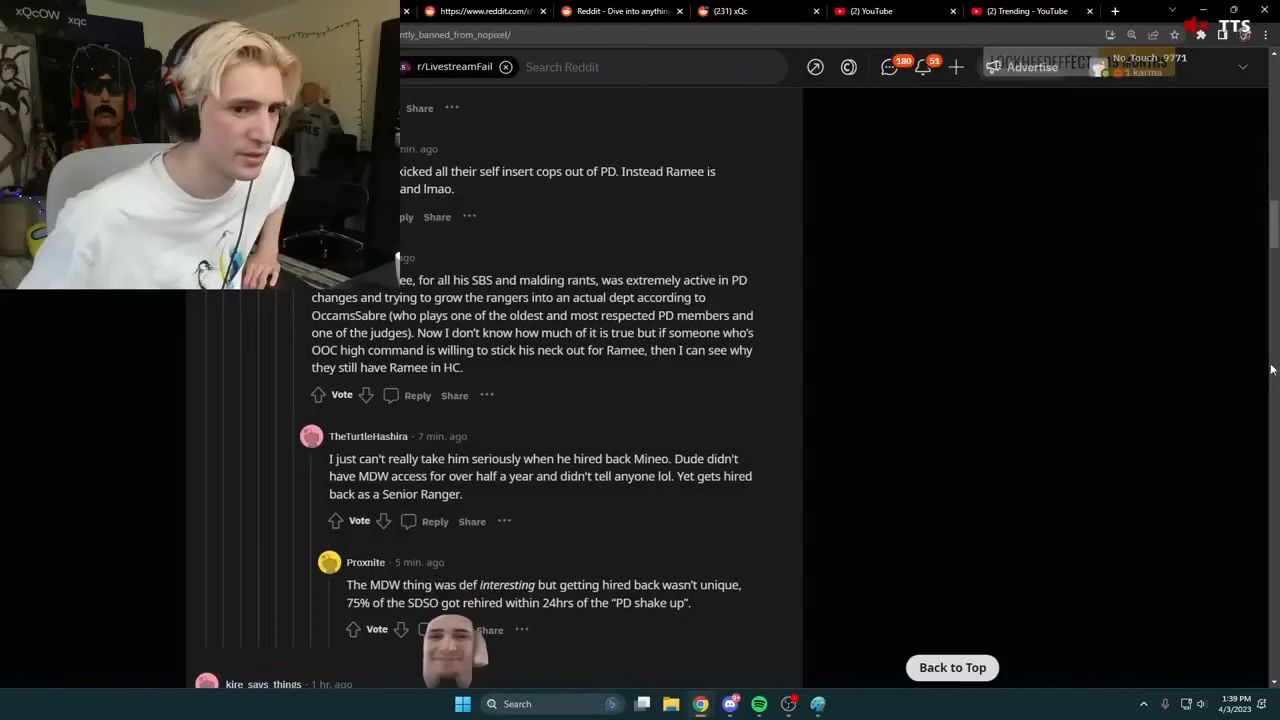 xQcOW xqc
https://www.reddit.com/r/
Reddit - Dive into anythin
(231) xQc
(2) YouTube
(2) Trending - YouTube
TTS
ntly_banned_from_nopixel/
r/LivestreamFail
Search Reddit
180
51
Advertise
No_Touch_9771
1 karma
Share
min. ago
kicked all their self insert cops out of PD. Instead Ramee is
and lmao.
ply Share
ago
ee, for all his SBS and malding rants, was extremely active in PD
changes and trying to grow the rangers into an actual dept according to
OccamsSabre (who plays one of the oldest and most respected PD members and
one of the judges). Now I don't know how much of it is true but if someone who's
OOC high command is willing to stick his neck out for Ramee, then I can see why
they still have Ramee in HC.
Vote Reply Share
TheTurtleHashira · 7 min. ago
I just can't really take him seriously when he hired back Mineo. Dude didn't
have MDW access for over half a year and didn't tell anyone lol. Yet gets hired
back as a Senior Ranger.
Vote Reply Share
Proxnite · 5 min. ago
The MDW thing was def interesting but getting hired back wasn't unique,
75% of the SDSO got rehired within 24hrs of the “PD shake up”.
Vote Share
Back to Top
kire_says_things · 1 hr. ago
Search
1:39 PM
4/3/2023